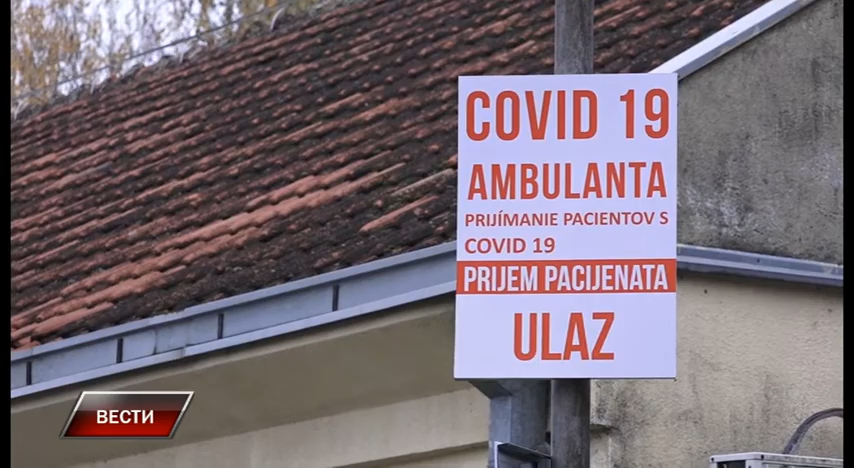 COVID 19
AMBULANTA
PRIJÍMANIE PACIENTOV S
COVID 19
PRIJEM PACIJENATA
ULAZ
ВЕСТИ